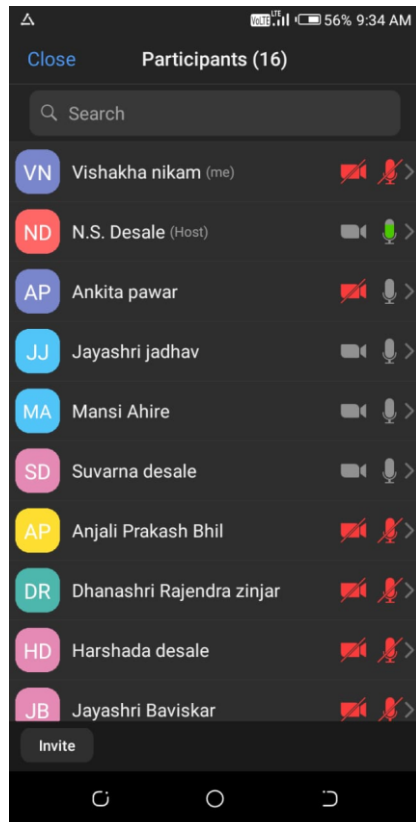 VoLTE LTE 56% 9:34 AM
Close Participants (16)
Search
VN Vishakha nikam (me)
ND N.S. Desale (Host)
AP Ankita pawar
JJ Jayashri jadhav
MA Mansi Ahire
SD Suvarna desale
AP Anjali Prakash Bhil
DR Dhanashri Rajendra zinjar
HD Harshada desale
JB Jayashri Baviskar
Invite